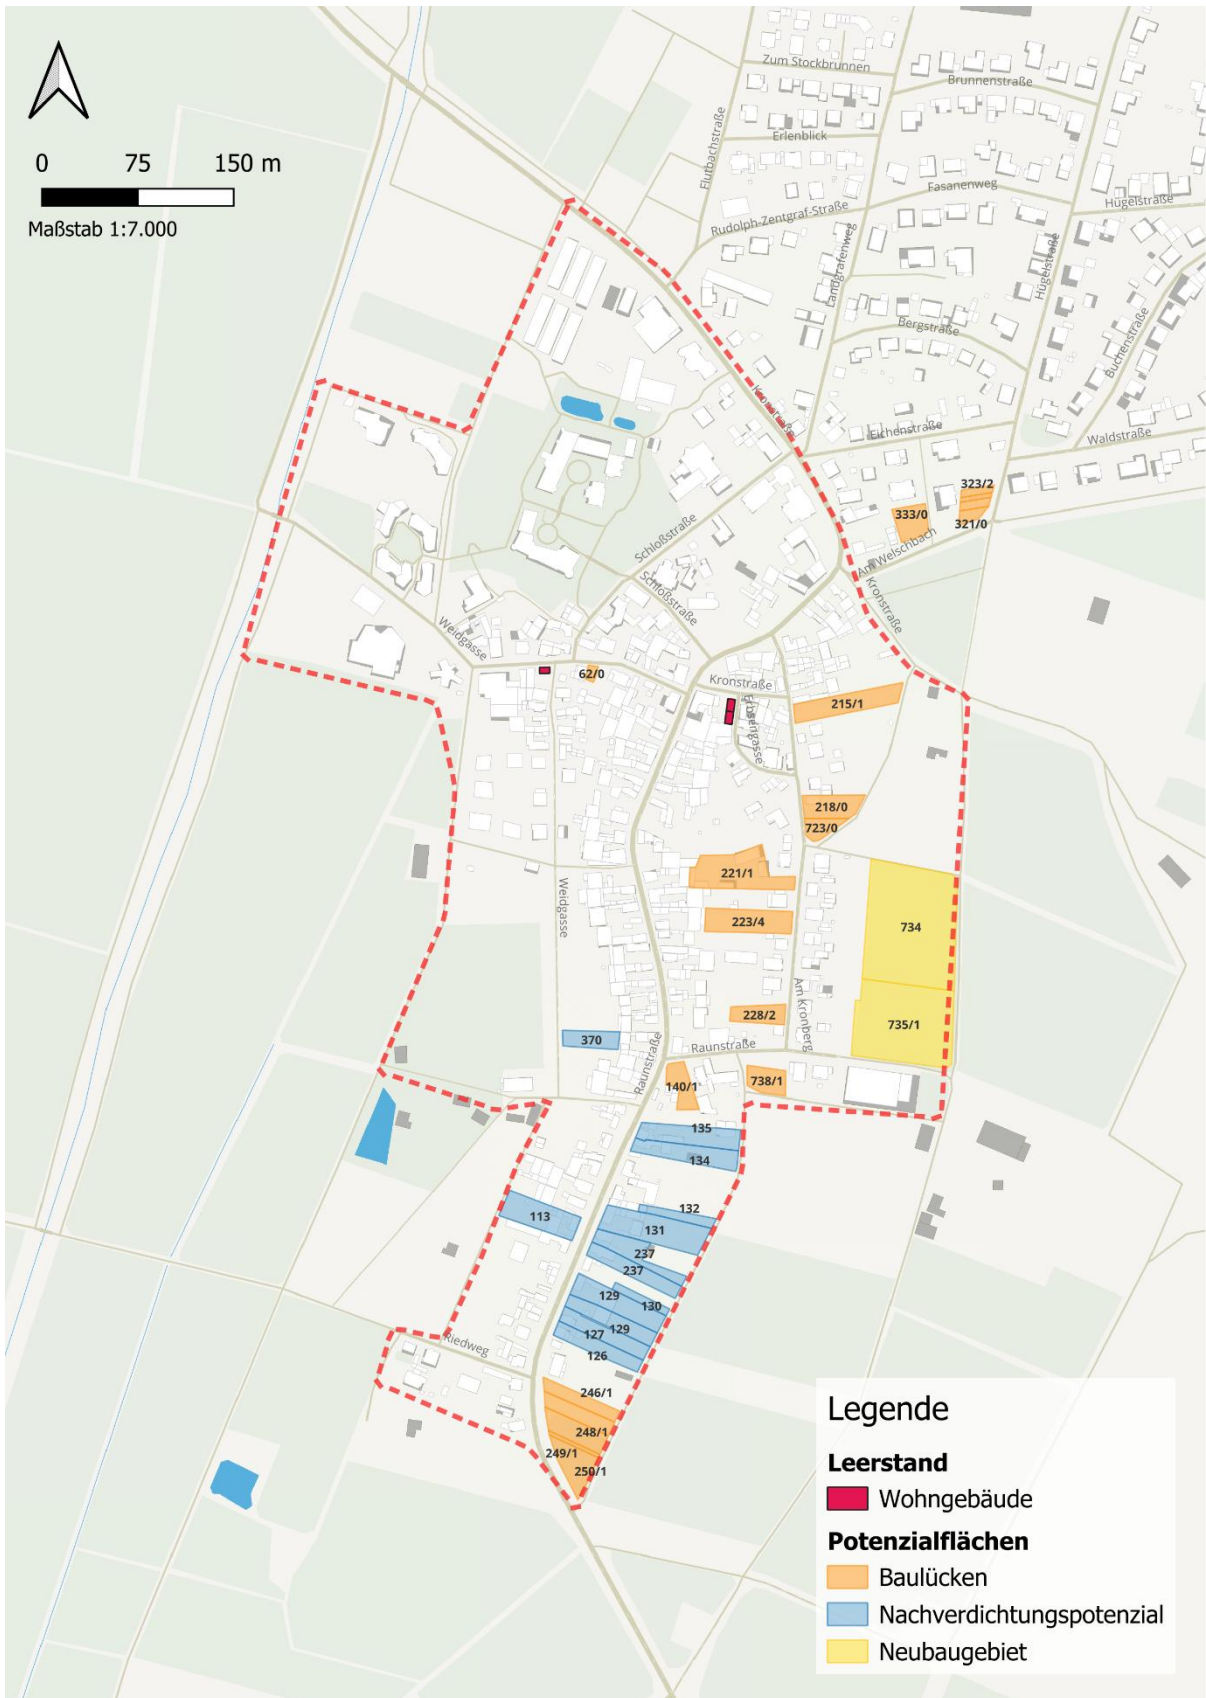 0 75 150 m
Maßstab 1:7.000
Zum Stockbrunnen
Brunnenstraße
Flutbachstraße
Erlenblick
Fasanenweg
Hügelstraße
Rudolph-Zentgraf-Straße
Landgrafenweg
Hügelstraße
Bergstraße
Buchenstraße
Kronstraße
Eichenstraße
Waldstraße
323/2
333/0
321/0
Schloßstraße
Am Welschbach
Schloßstraße
Kronstraße
Weidgasse
62/0
Kronstraße
215/1
Erbsengasse
218/0
723/0
221/1
Weidgasse
223/4
734
Am Kronberg
228/2
735/1
370
Raunstraße
Raunstraße
140/1
738/1
135
134
132
113
131
237
237
129
130
127
129
126
Riedweg
246/1
248/1
249/1
250/1
Legende
Leerstand
Wohngebäude
Potenzialflächen
Baulücken
Nachverdichtungspotenzial
Neubaugebiet